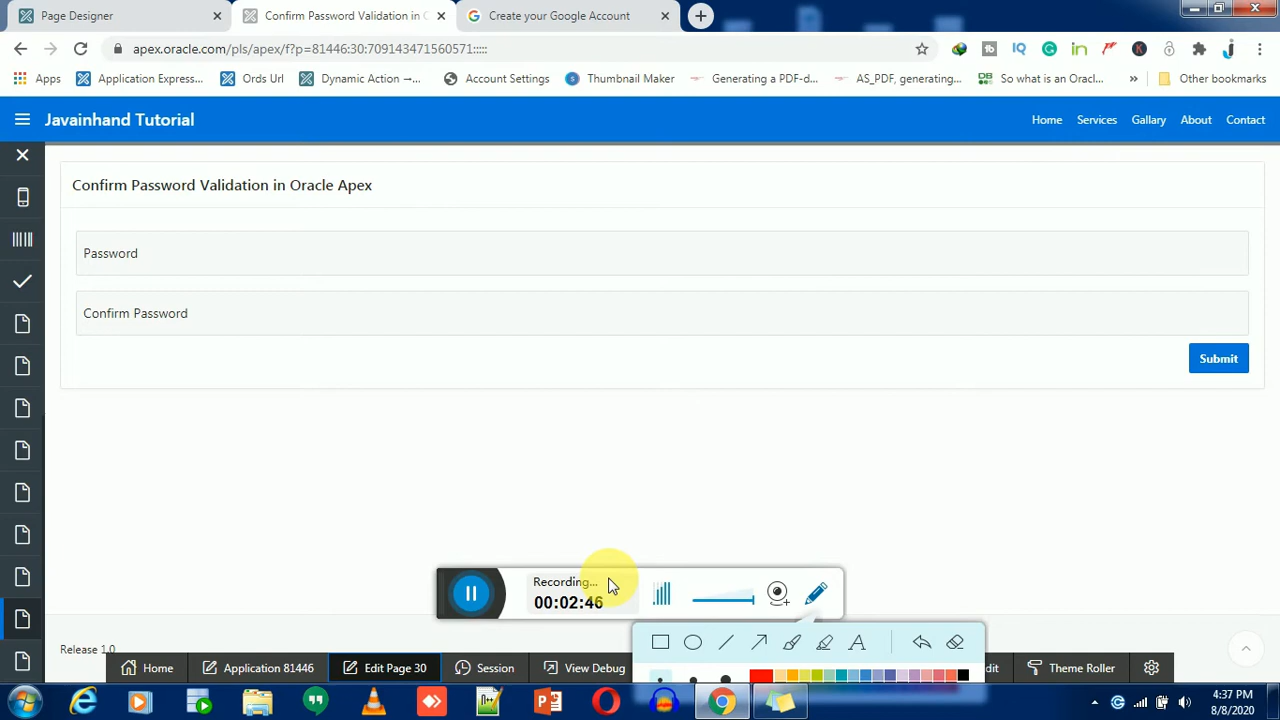 Page Designer
Confirm Password Validation in O
Create your Google Account
apex.oracle.com/pls/apex/f?p=81446:30:709143471560571:::::
Apps
Application Express...
Ords Url
Dynamic Action →...
Account Settings
Thumbnail Maker
Generating a PDF-d...
AS_PDF, generating...
So what is an Oracl...
»
Other bookmarks
Javainhand Tutorial
Home
Services
Gallary
About
Contact
Confirm Password Validation in Oracle Apex
Password
Confirm Password
Submit
Recording...
00:02:46
Release 1.0
Home
Application 81446
Edit Page 30
Session
View Debug
dit
Theme Roller
4:37 PM
8/8/2020